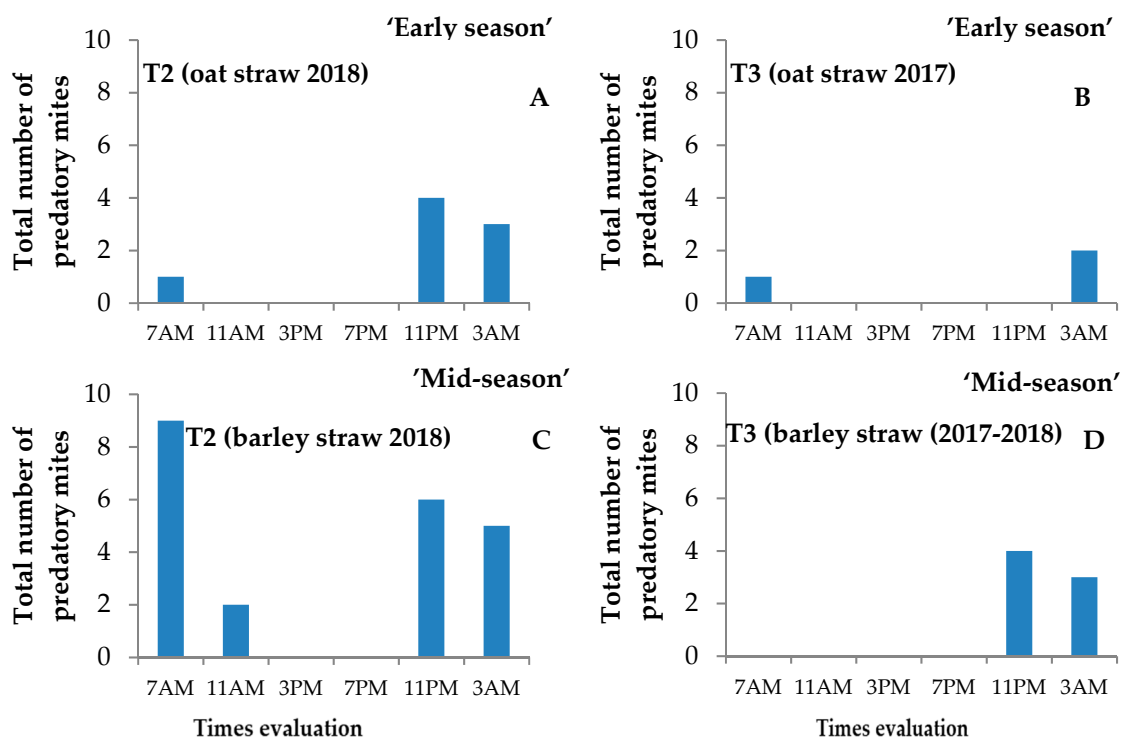 ‘Early season’
T2 (oat straw 2018)
A
Total number of
predatory mites
10
8
6
4
2
0
7AM 11AM 3PM 7PM 11PM 3AM
’Early season’
T3 (oat straw 2017)
B
Total number of
predatory mites
10
8
6
4
2
0
7AM 11AM 3PM 7PM 11PM 3AM
’Mid-season’
T2 (barley straw 2018)
C
Total number of
predatory mites
10
8
6
4
2
0
7AM 11AM 3PM 7PM 11PM 3AM
Times evaluation
‘Mid-season’
T3 (barley straw (2017-2018)
D
Total number of
predatory mites
10
8
6
4
2
0
7AM 11AM 3PM 7PM 11PM 3AM
Times evaluation